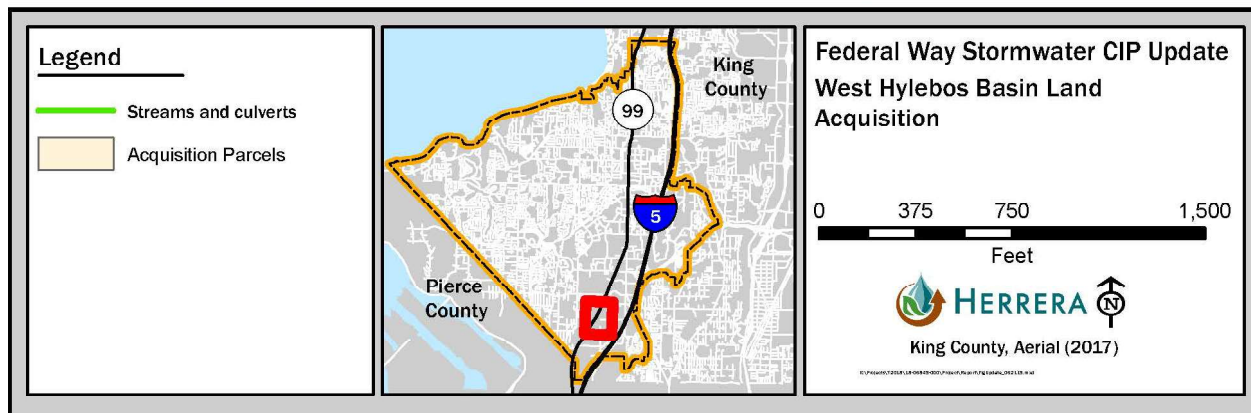 Legend
Streams and culverts
Acquisition Parcels
King
County
99
5
Pierce
County
Federal Way Stormwater CIP Update
West Hylebos Basin Land
Acquisition
0 375 750 1,500
Feet
HERRERA
N
King County, Aerial (2017)